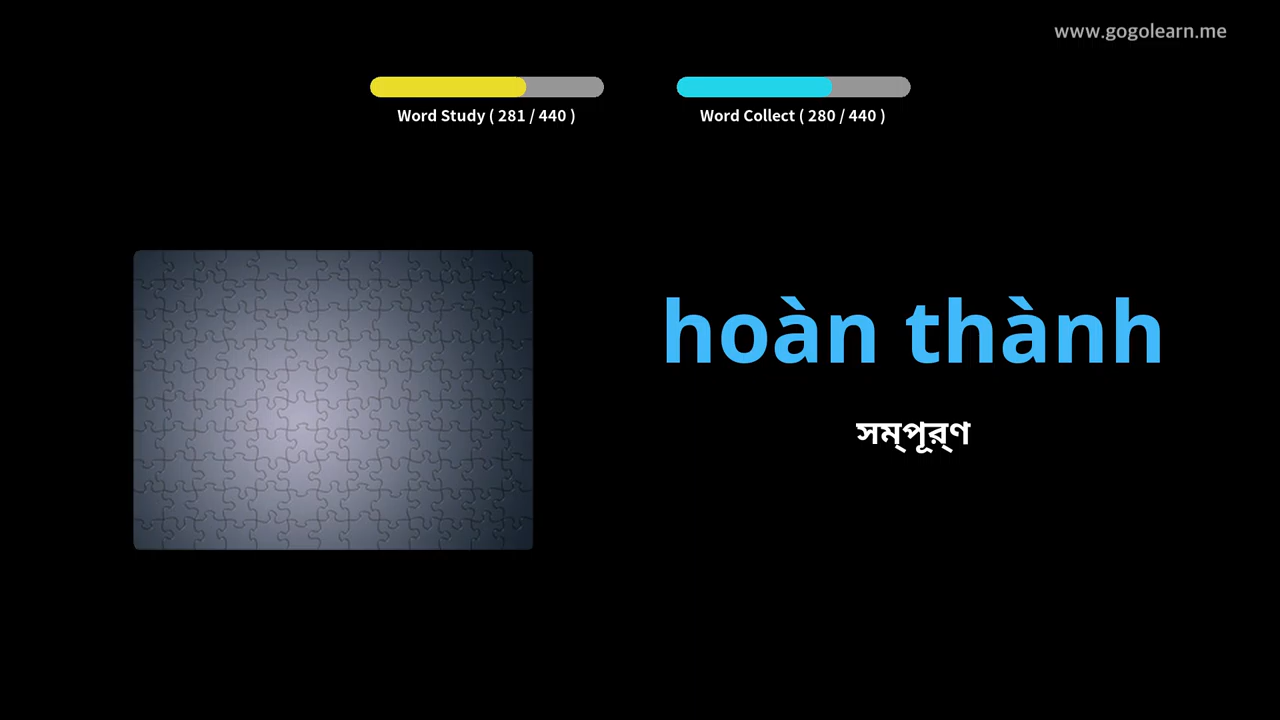 www.gogolearn.me
Word Study ( 281 / 440 )
Word Collect ( 280 / 440 )
hoàn thành
সম্পূর্ণ